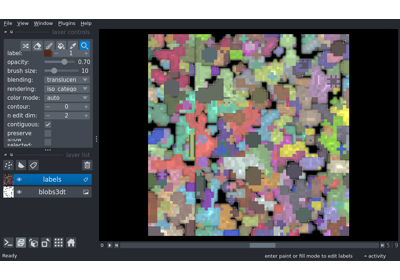 File View Window Plugins Help
layer controls
label: 1
opacity: 0.70
brush size: 10
blending: translucen
rendering: iso_catego
color mode: auto
contour: 0
n edit dim: 2
contiguous:
preserve
show
selected:
layer list
labels
blobs3dt
Ready
enter paint or fill mode to edit labels
activity